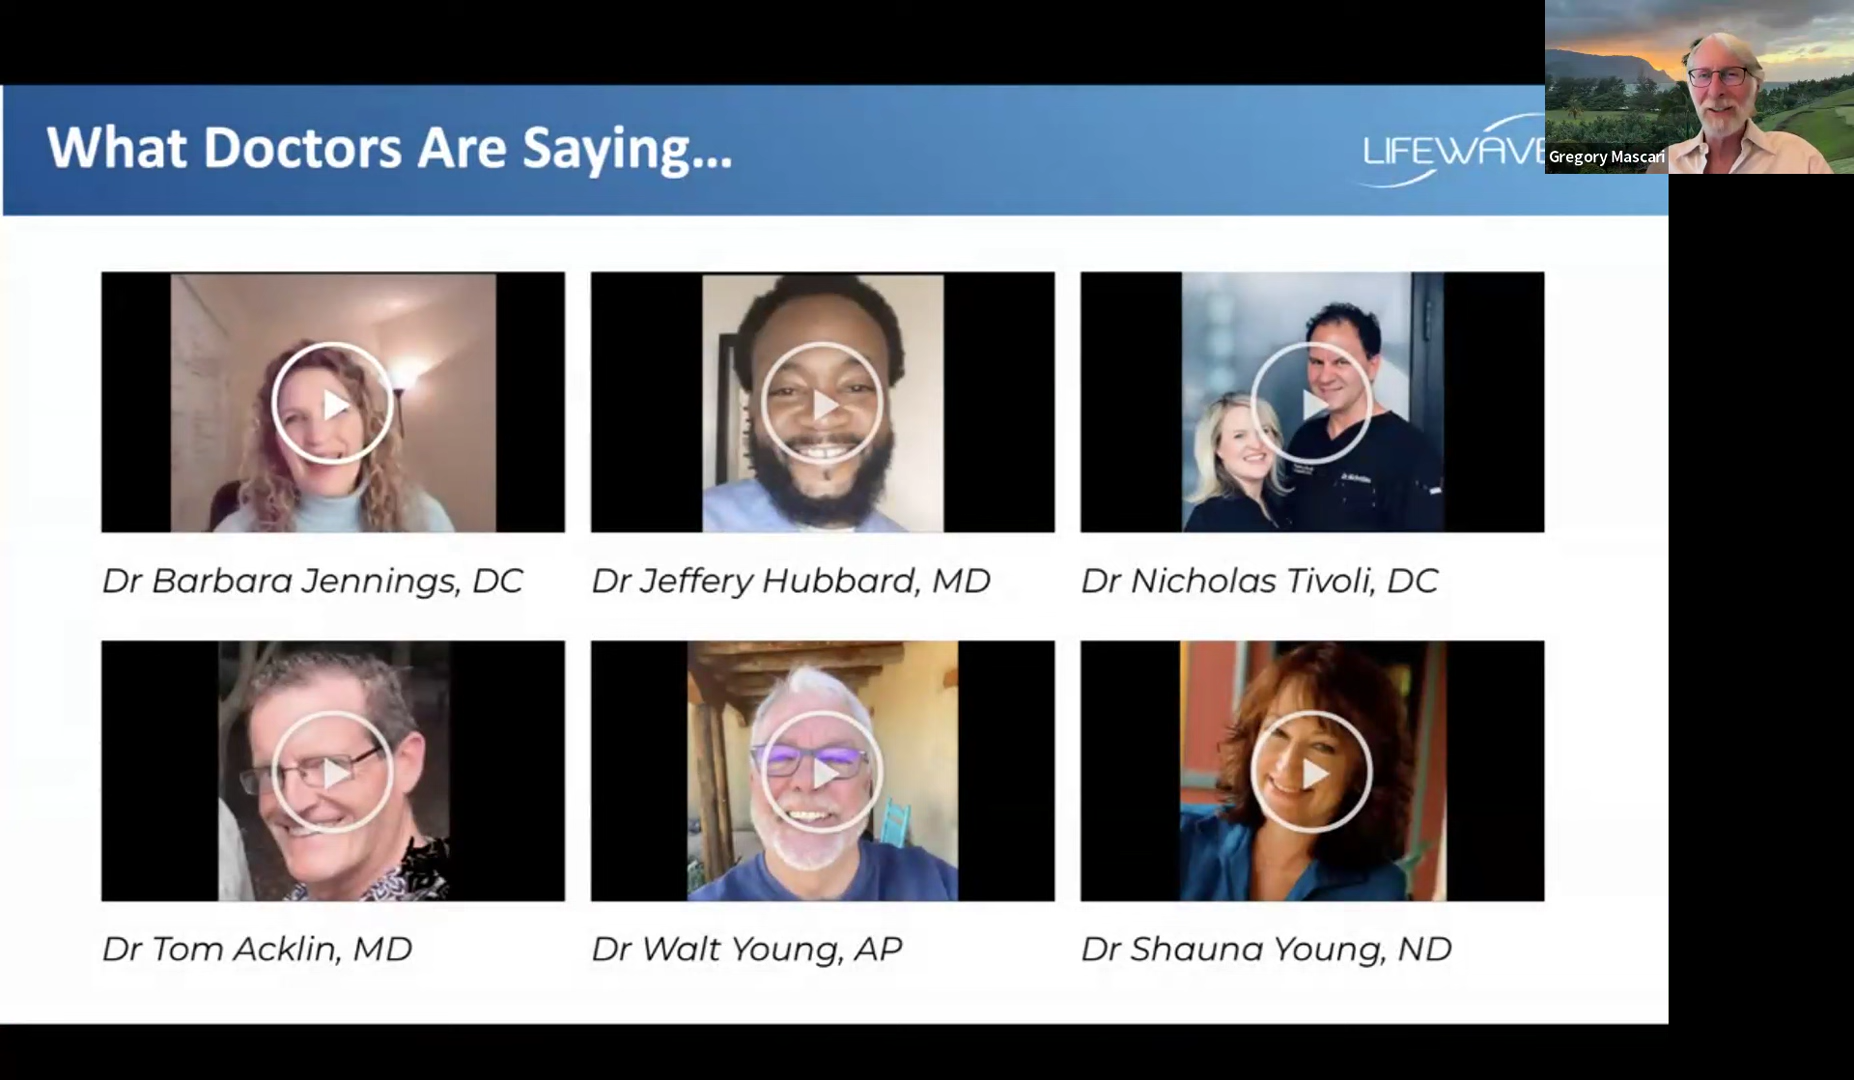 What Doctors Are Saying...
LIFEWAVE
Gregory Mascari
Dr Barbara Jennings, DC
Dr Jeffery Hubbard, MD
Dr Nicholas Tivoli, DC
Dr Tom Acklin, MD
Dr Walt Young, AP
Dr Shauna Young, ND